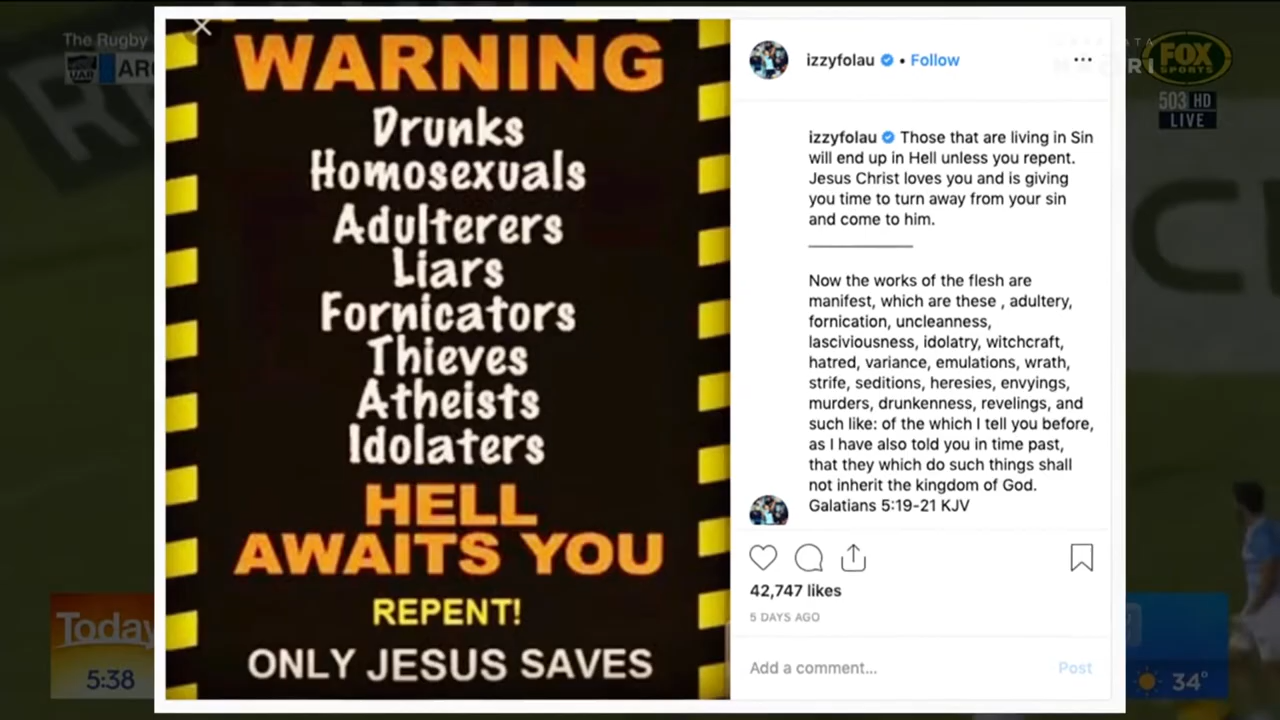 WARNING
Drunks
Homosexuals
Adulterers
Liars
Fornicators
Thieves
Atheists
Idolaters
HELL
AWAITS YOU
REPENT!
ONLY JESUS SAVES
izzyfolau • Follow
izzyfolau Those that are living in Sin
will end up in Hell unless you repent.
Jesus Christ loves you and is giving
you time to turn away from your sin
and come to him.
Now the works of the flesh are
manifest, which are these , adultery,
fornication, uncleanness,
lasciviousness, idolatry, witchcraft,
hatred, variance, emulations, wrath,
strife, seditions, heresies, envyings,
murders, drunkenness, revelings, and
such like: of the which I tell you before,
as I have also told you in time past,
that they which do such things shall
not inherit the kingdom of God.
Galatians 5:19-21 KJV
42,747 likes
5 DAYS AGO
Add a comment... Post
The Rugby
UAR
FOX
SPORTS
503 HD
LIVE
Today
5:38
34°